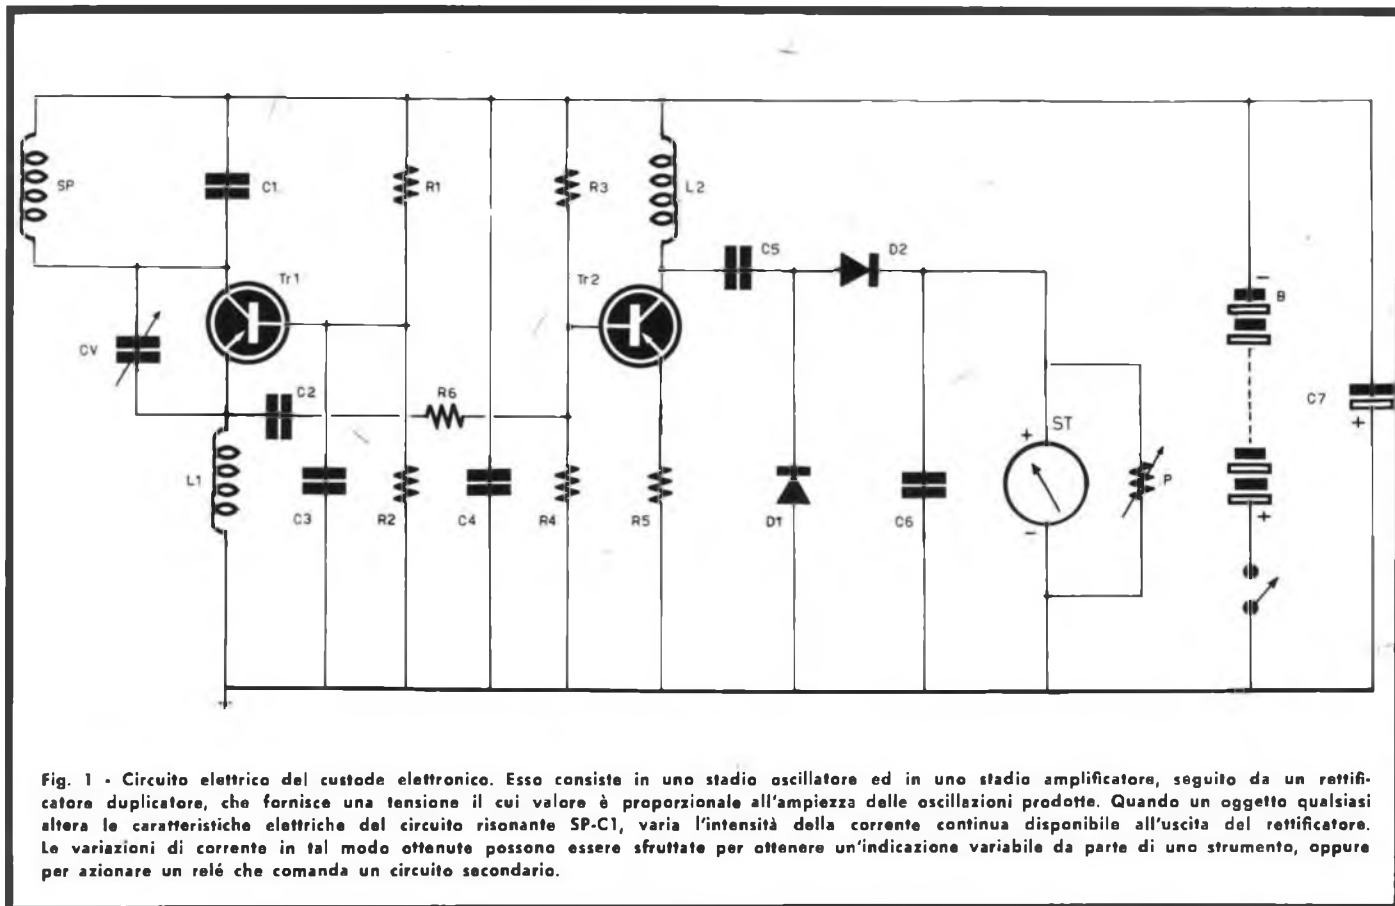 SP
C1
R1
R3
L2
C5
D2
Tr1
Tr2
- B
CV
C2
R6
C7
+
ST
+
L1
P
C3
R2
C4
R4
R5
D1
C6
-
+
Fig. 1 - Circuito elettrico del custode elettronico. Esso consiste in uno stadio oscillatore ed in uno stadio amplificatore, seguito da un rettifi-
catore duplicatore, che fornisce una tensione il cui valore è proporzionale all'ampiezza delle oscillazioni prodotte. Quando un oggetto qualsiasi
altera le caratteristiche elettriche del circuito risonante SP-C1, varia l'intensità della corrente continua disponibile all'uscita del rettificatore.
Le variazioni di corrente in tal modo ottenute possono essere sfruttate per ottenere un'indicazione variabile da parte di uno strumento, oppure
per azionare un relé che comanda un circuito secondario.